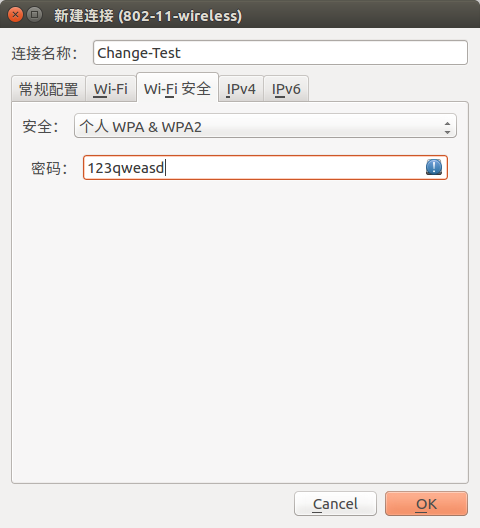 新建连接 (802-11-wireless)
连接名称： Change-Test
常规配置 Wi-Fi Wi-Fi 安全 IPv4 IPv6
安全： 个人 WPA & WPA2
密码： 123qweasd
Cancel OK